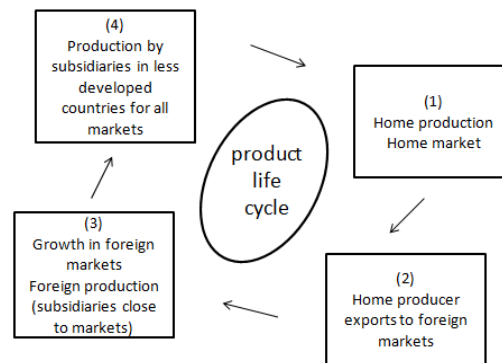 (4)
Production by
subsidiaries in less
developed
countries for all
markets
(1)
Home production
Home market
product
life
cycle
(3)
Growth in foreign
markets
Foreign production
(subsidiaries close
to markets)
(2)
Home producer
exports to foreign
markets